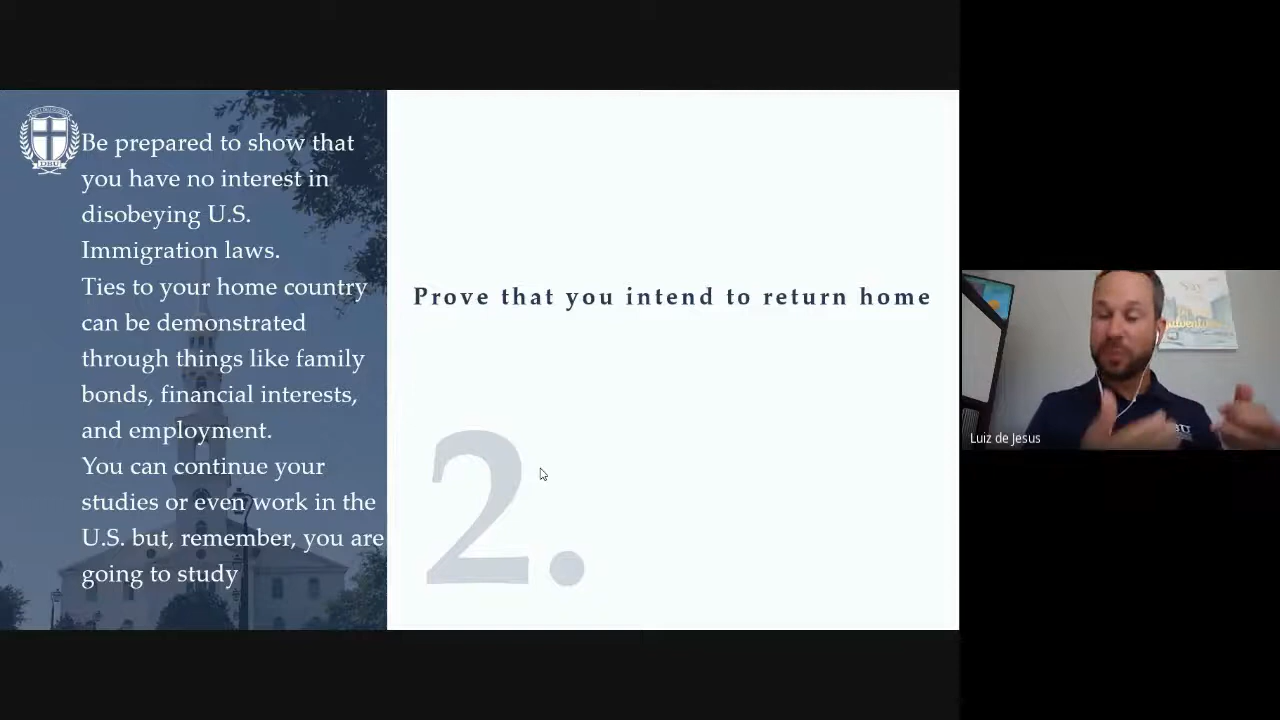 Be prepared to show that
you have no interest in
disobeying U.S.
Immigration laws.
Ties to your home country
can be demonstrated
through things like family
bonds, financial interests,
and employment.
You can continue your
studies or even work in the
U.S. but, remember, you are
going to study
DBU
Prove that you intend to return home
2.
Say
adventure
Luiz de Jesus